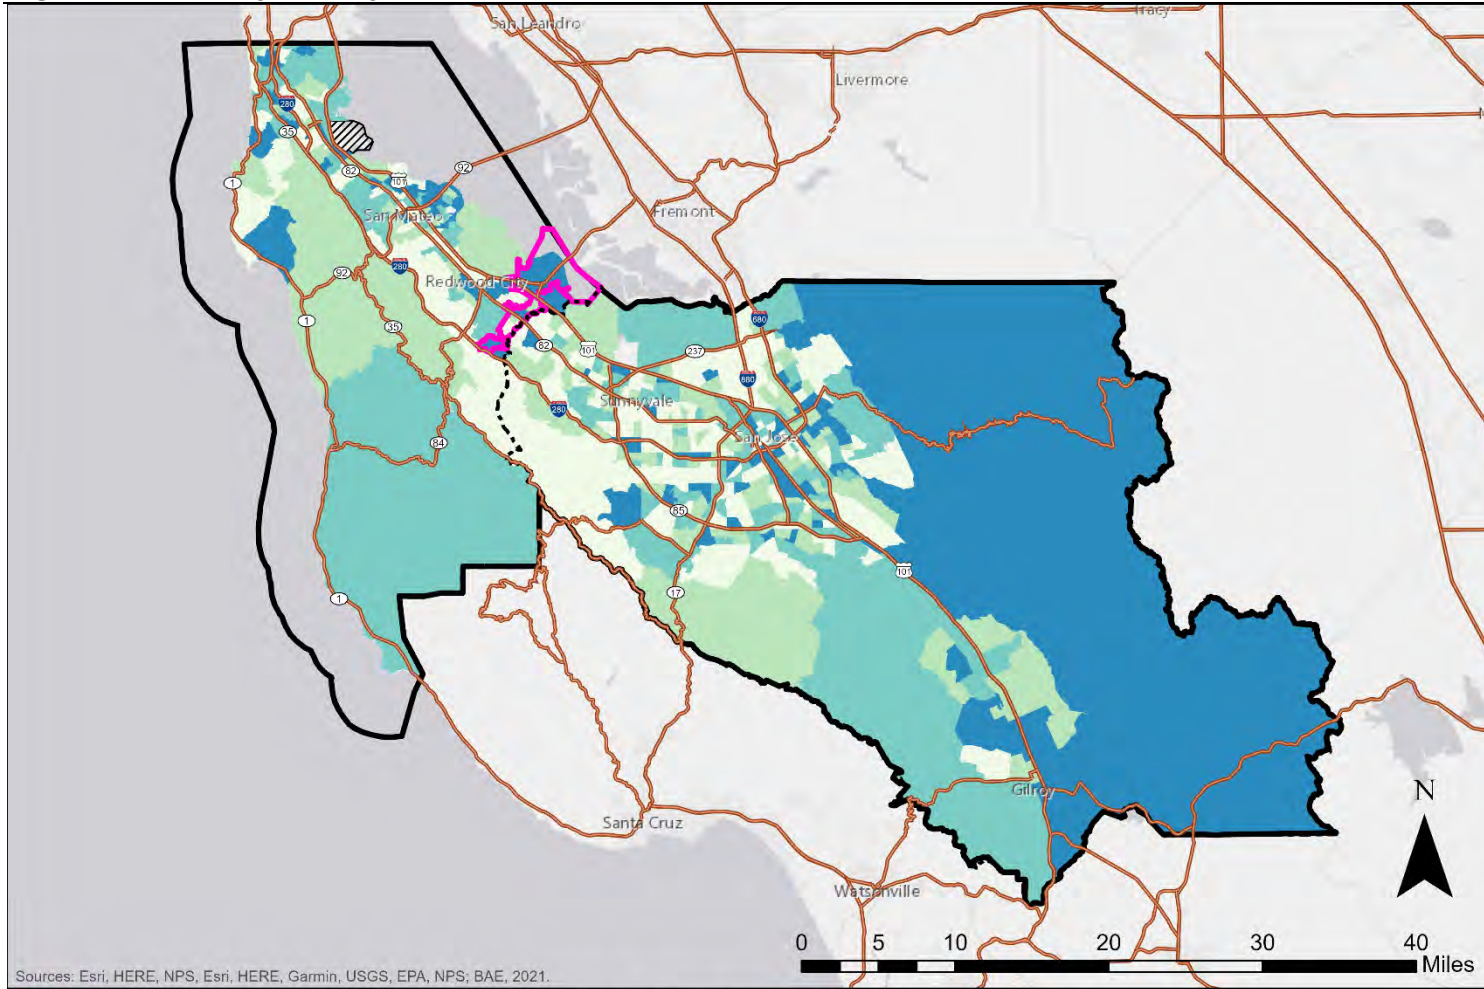 San Leandro
Tracy
Livermore
280
35
82
101
92
1
San Mateo
Fremont
92
280
Redwood City
1
35
680
82
101
237
880
280
Sunnyvale
San Jose
84
85
101
17
1
Gilroy
Santa Cruz
Watsonville
N
0 5 10 20 30 40
Miles
Sources: Esri, HERE, NPS, Esri, HERE, Garmin, USGS, EPA, NPS; BAE, 2021.